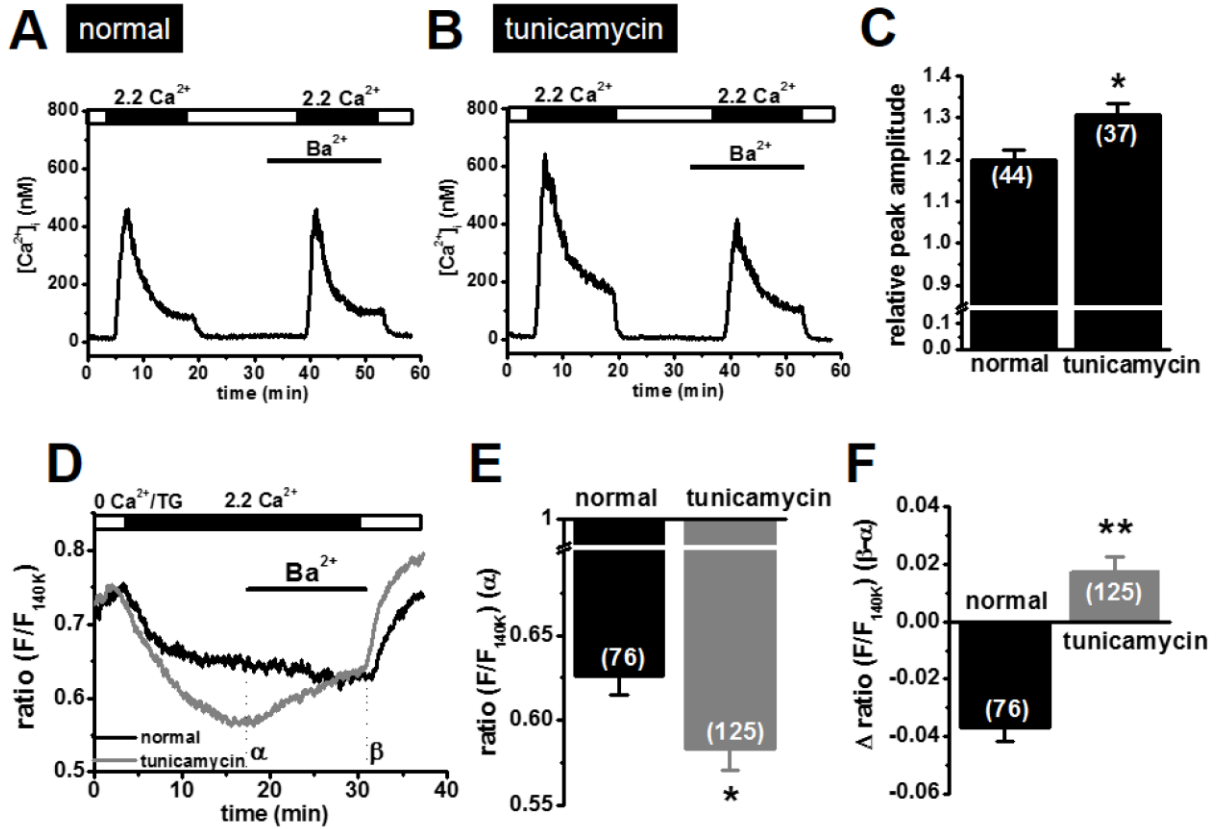 A normal
2.2 Ca²⁺ 2.2 Ca²⁺
Ba²⁺
800
600
400
200
0
[Ca²⁺]ᵢ (nM)
0 10 20 30 40 50 60
time (min)
B tunicamycin
2.2 Ca²⁺ 2.2 Ca²⁺
Ba²⁺
800
600
400
200
0
[Ca²⁺]ᵢ (nM)
0 10 20 30 40 50 60
time (min)
C
relative peak amplitude
1.4
1.3
1.2
1.1
1.0
0.9
0.1
0.0
*
(44) (37)
normal tunicamycin
D
0 Ca²⁺/TG 2.2 Ca²⁺
Ba²⁺
ratio (F/F₁₄₀K)
0.8
0.7
0.6
0.5
normal
tunicamycin
α β
0 10 20 30 40
time (min)
E
normal tunicamycin
ratio (F/F₁₄₀K) (α)
1
0.65
0.60
0.55
(76) (125)
*
F
Δ ratio (F/F₁₄₀K) (β-α)
0.04
0.02
0.00
-0.02
-0.04
-0.06
**
normal (125)
(76) tunicamycin